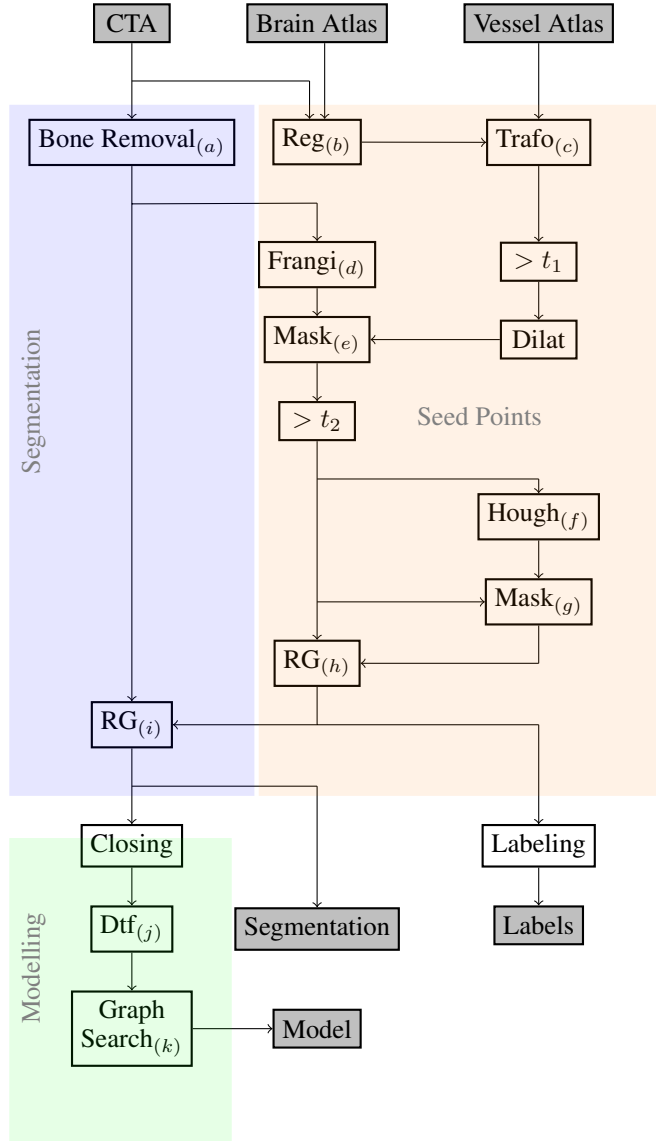 CTA
Brain Atlas
Vessel Atlas
Bone Removal(a)
Reg(b)
Trafo(c)
Frangi(d)
> t1
Mask(e)
Dilat
> t2
Seed Points
Segmentation
Hough(f)
Mask(g)
RG(h)
RG(i)
Closing
Labeling
Dtf(j)
Segmentation
Labels
Modelling
Graph
Search(k)
Model